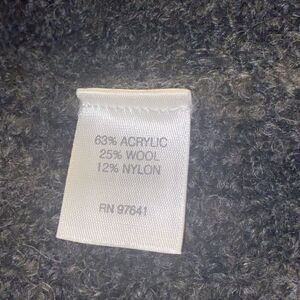 63% ACRYLIC
25% WOOL
12% NYLON
RN 97641